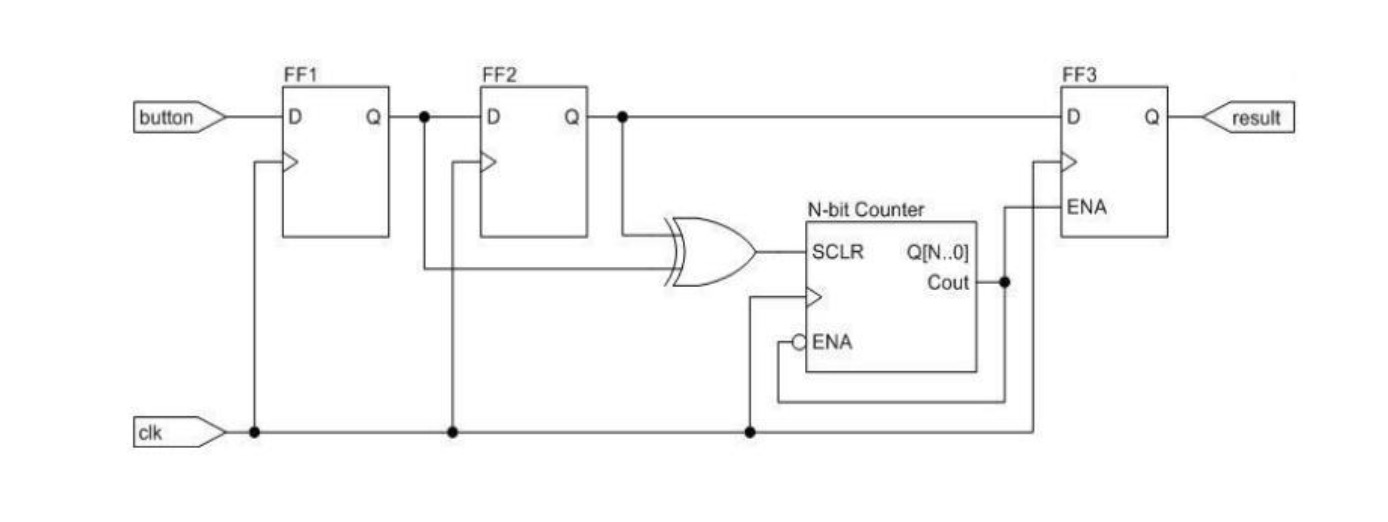 FF1
FF2
FF3
button
D
Q
D
Q
D
Q
result
N-bit Counter
ENA
SCLR
Q[N..0]
Cout
ENA
clk